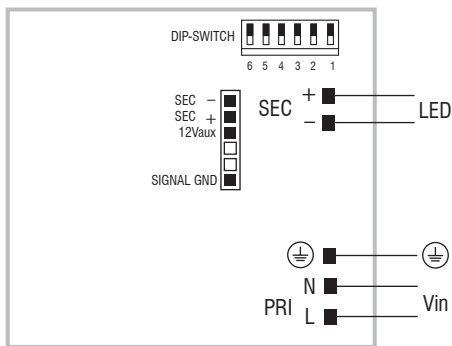 DIP-SWITCH
6 5 4 3 2 1
SEC −
SEC +
12Vaux
SIGNAL GND
SEC
+
−
LED
PRI
N
L
Vin